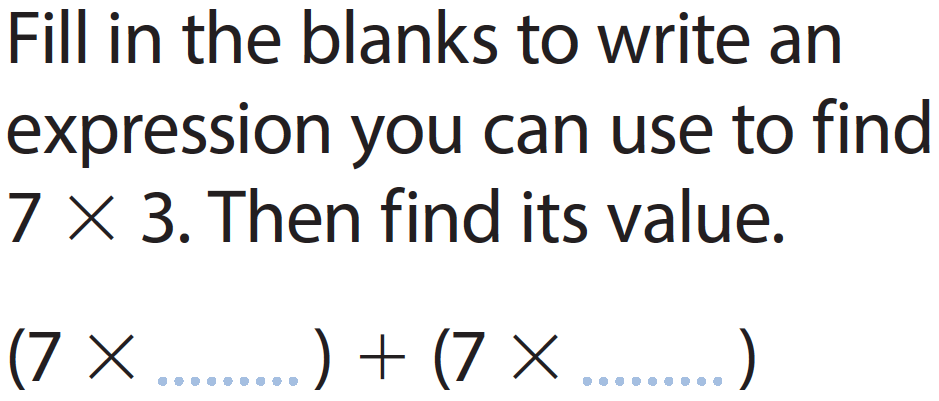 Fill in the blanks to write an
expression you can use to find
7 × 3. Then find its value.
(7 × ......... ) + (7 × ......... )